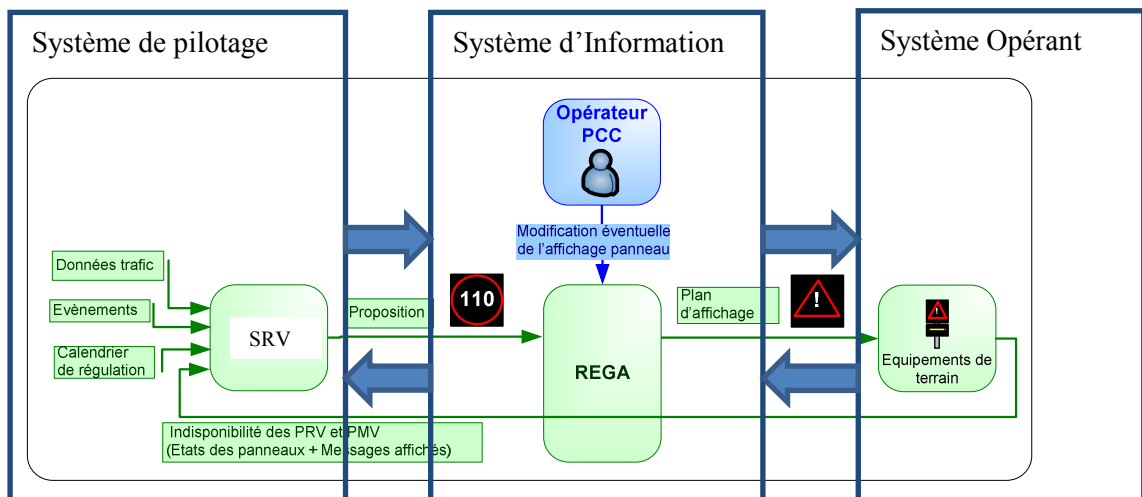 Système de pilotage
Système d'Information
Système Opérant
Opérateur
PCC
Modification éventuelle
de l'affichage panneau
Données trafic
Evènements
Calendrier
de régulation
SRV
Proposition
110
REGA
Plan
d'affichage
!
!
Equipements de
terrain
Indisponibilité des PRV et PMV
(Etats des panneaux + Messages affichés)